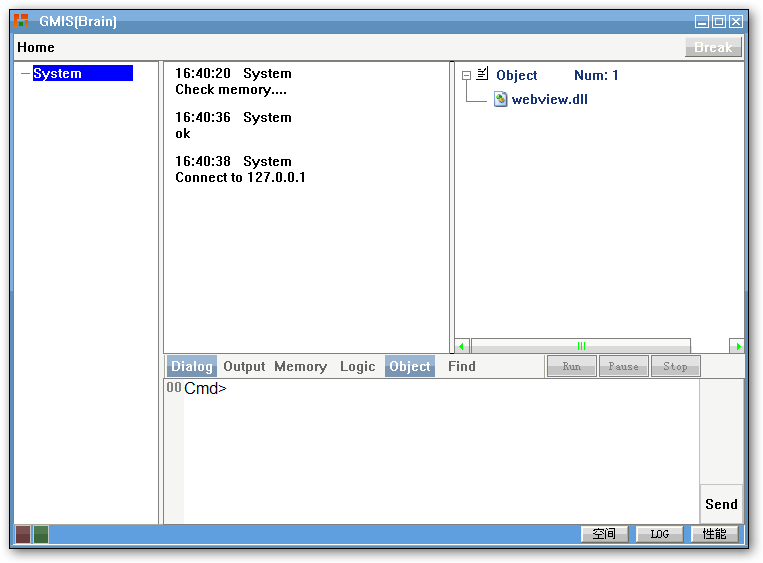 GMIS(Brain)
Home
Break
System
16:40:20 System
Check memory....
16:40:36 System
ok
16:40:38 System
Connect to 127.0.0.1
Object Num: 1
webview.dll
Dialog Output Memory Logic Object Find Run Pause Stop
00 Cmd>
Send
空间 LOG 性能